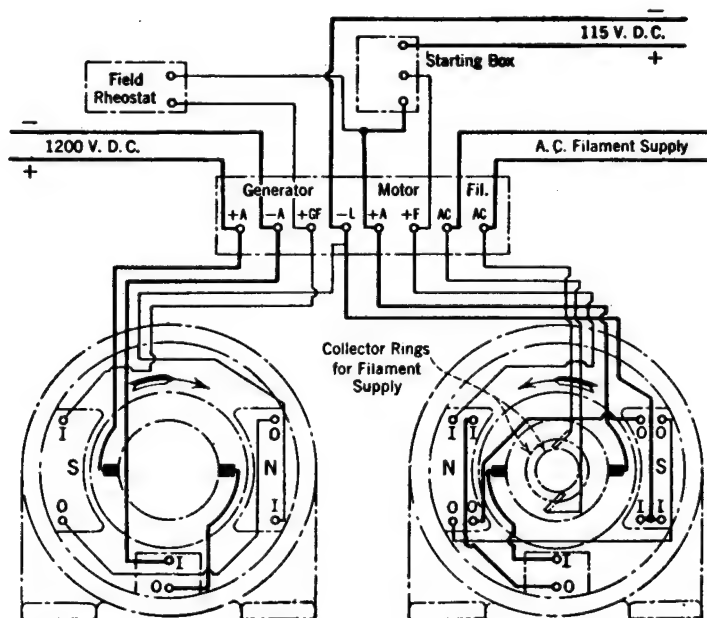 −
115 V. D. C.
+
Starting Box
Field
Rheostat
−
1200 V. D. C.
+
A. C. Filament Supply
Generator Motor Fil.
+A −A +GF −L +A +F AC AC
Collector Rings
for Filament
Supply
I O
S N
O I
I
O
I I O O
N S
O O I I
I
O